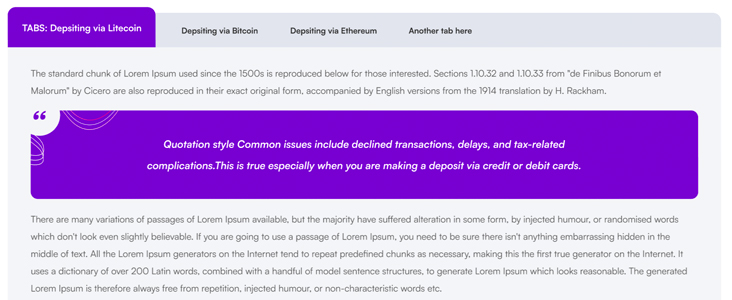 TABS: Depsiting via Litecoin
Depsiting via Bitcoin
Depsiting via Ethereum
Another tab here
The standard chunk of Lorem Ipsum used since the 1500s is reproduced below for those interested. Sections 1.10.32 and 1.10.33 from "de Finibus Bonorum et
Malorum" by Cicero are also reproduced in their exact original form, accompanied by English versions from the 1914 translation by H. Rackham.
“
Quotation style Common issues include declined transactions, delays, and tax-related
complications.This is true especially when you are making a deposit via credit or debit cards.
There are many variations of passages of Lorem Ipsum available, but the majority have suffered alteration in some form, by injected humour, or randomised words
which don't look even slightly believable. If you are going to use a passage of Lorem Ipsum, you need to be sure there isn't anything embarrassing hidden in the
middle of text. All the Lorem Ipsum generators on the Internet tend to repeat predefined chunks as necessary, making this the first true generator on the Internet. It
uses a dictionary of over 200 Latin words, combined with a handful of model sentence structures, to generate Lorem Ipsum which looks reasonable. The generated
Lorem Ipsum is therefore always free from repetition, injected humour, or non-characteristic words etc.